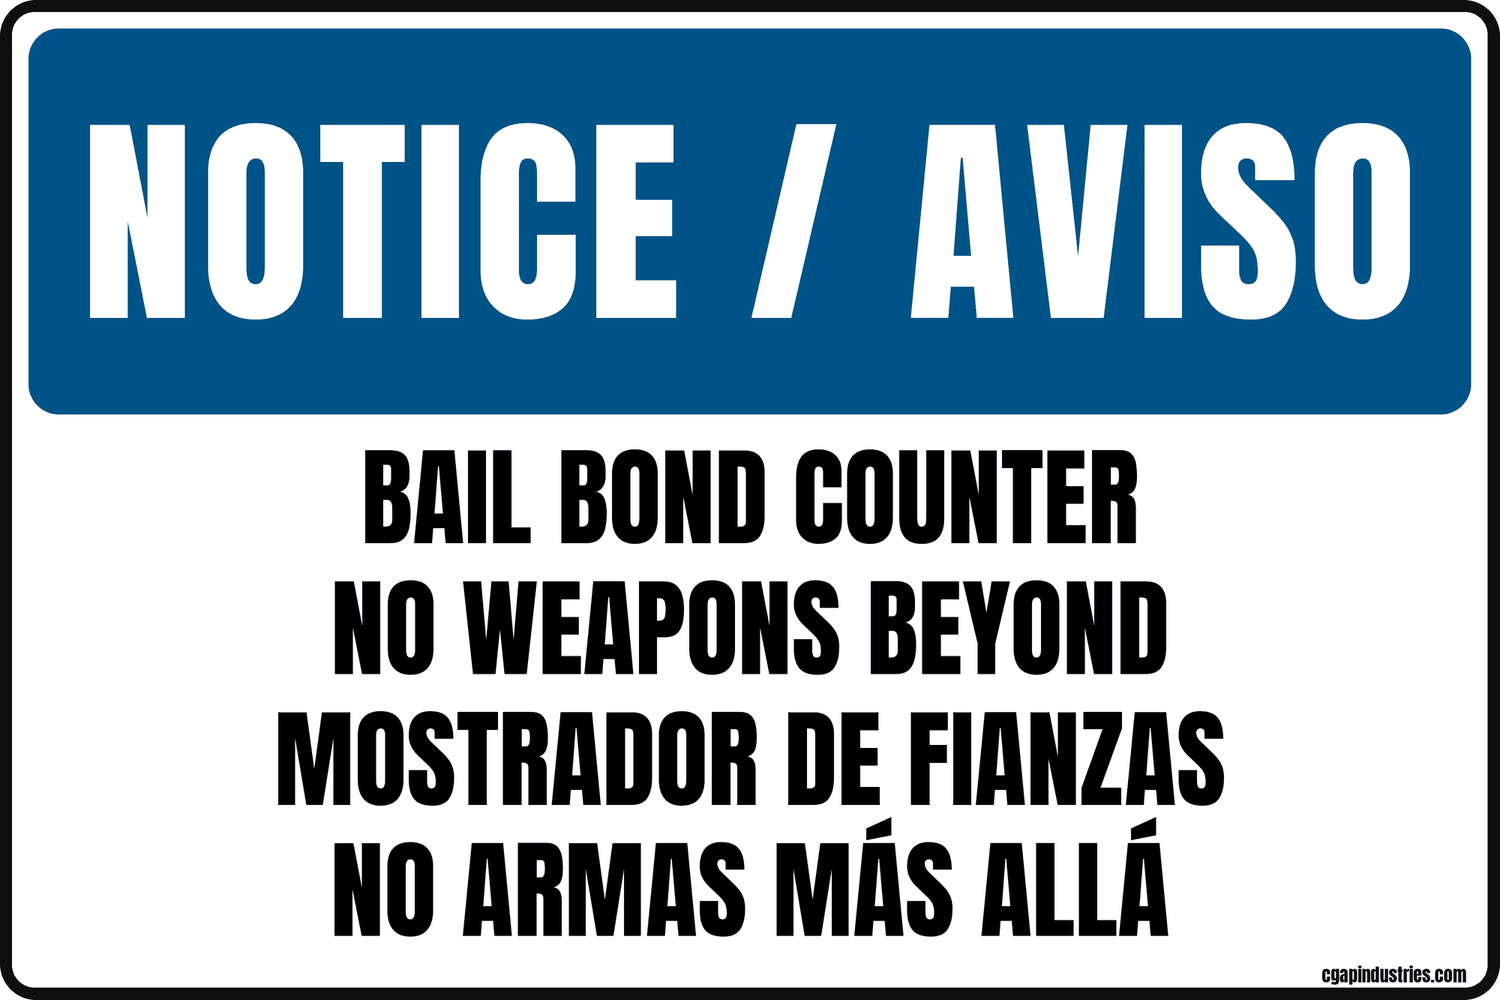 NOTICE / AVISO
BAIL BOND COUNTER
NO WEAPONS BEYOND
MOSTRADOR DE FIANZAS
NO ARMAS MÁS ALLÁ
cgapindustries.com